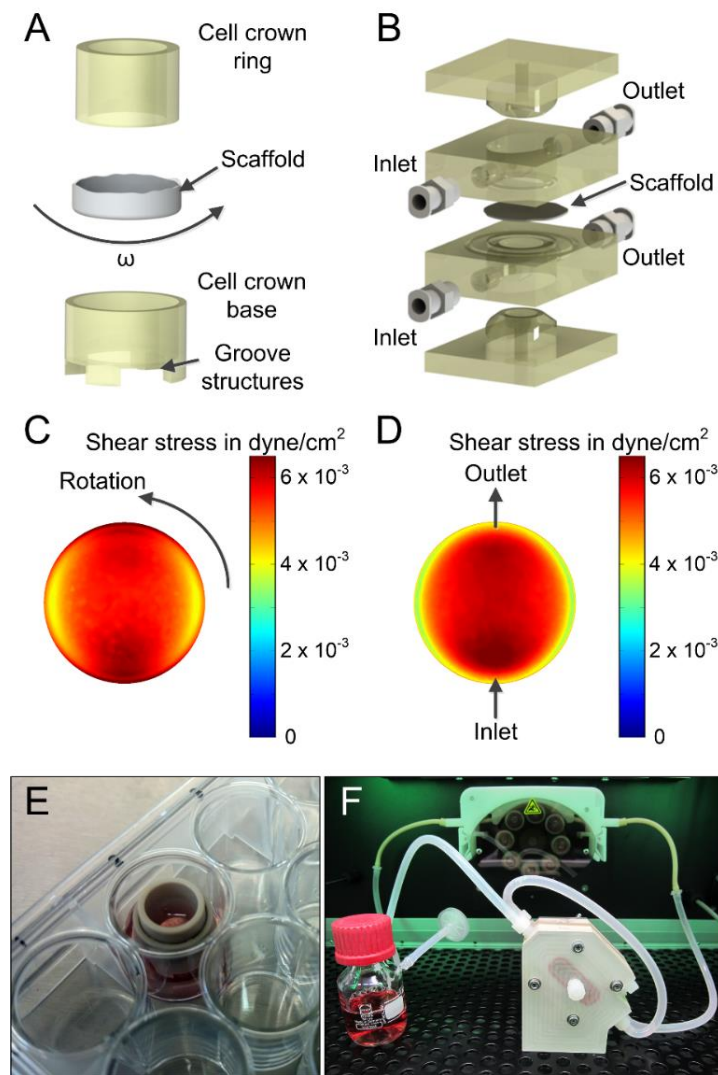 A
Cell crown
ring
Scaffold
ω
Cell crown
base
Groove
structures
B
Outlet
Inlet
Scaffold
Outlet
Inlet
C
Shear stress in dyne/cm²
Rotation
6 x 10⁻³
4 x 10⁻³
2 x 10⁻³
0
D
Shear stress in dyne/cm²
Outlet
Inlet
6 x 10⁻³
4 x 10⁻³
2 x 10⁻³
0
E
F